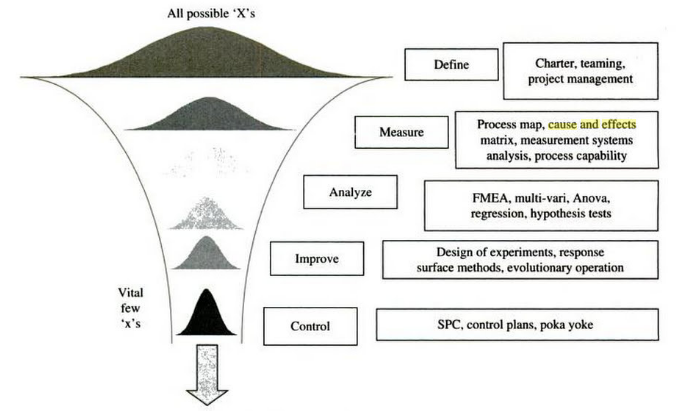 All possible ‘X’s
Define
Charter, teaming,
project management
Measure
Process map, cause and effects
matrix, measurement systems
analysis, process capability
Analyze
FMEA, multi-vari, Anova,
regression, hypothesis tests
Improve
Design of experiments, response
surface methods, evolutionary operation
Vital
few
‘x’s
Control
SPC, control plans, poka yoke